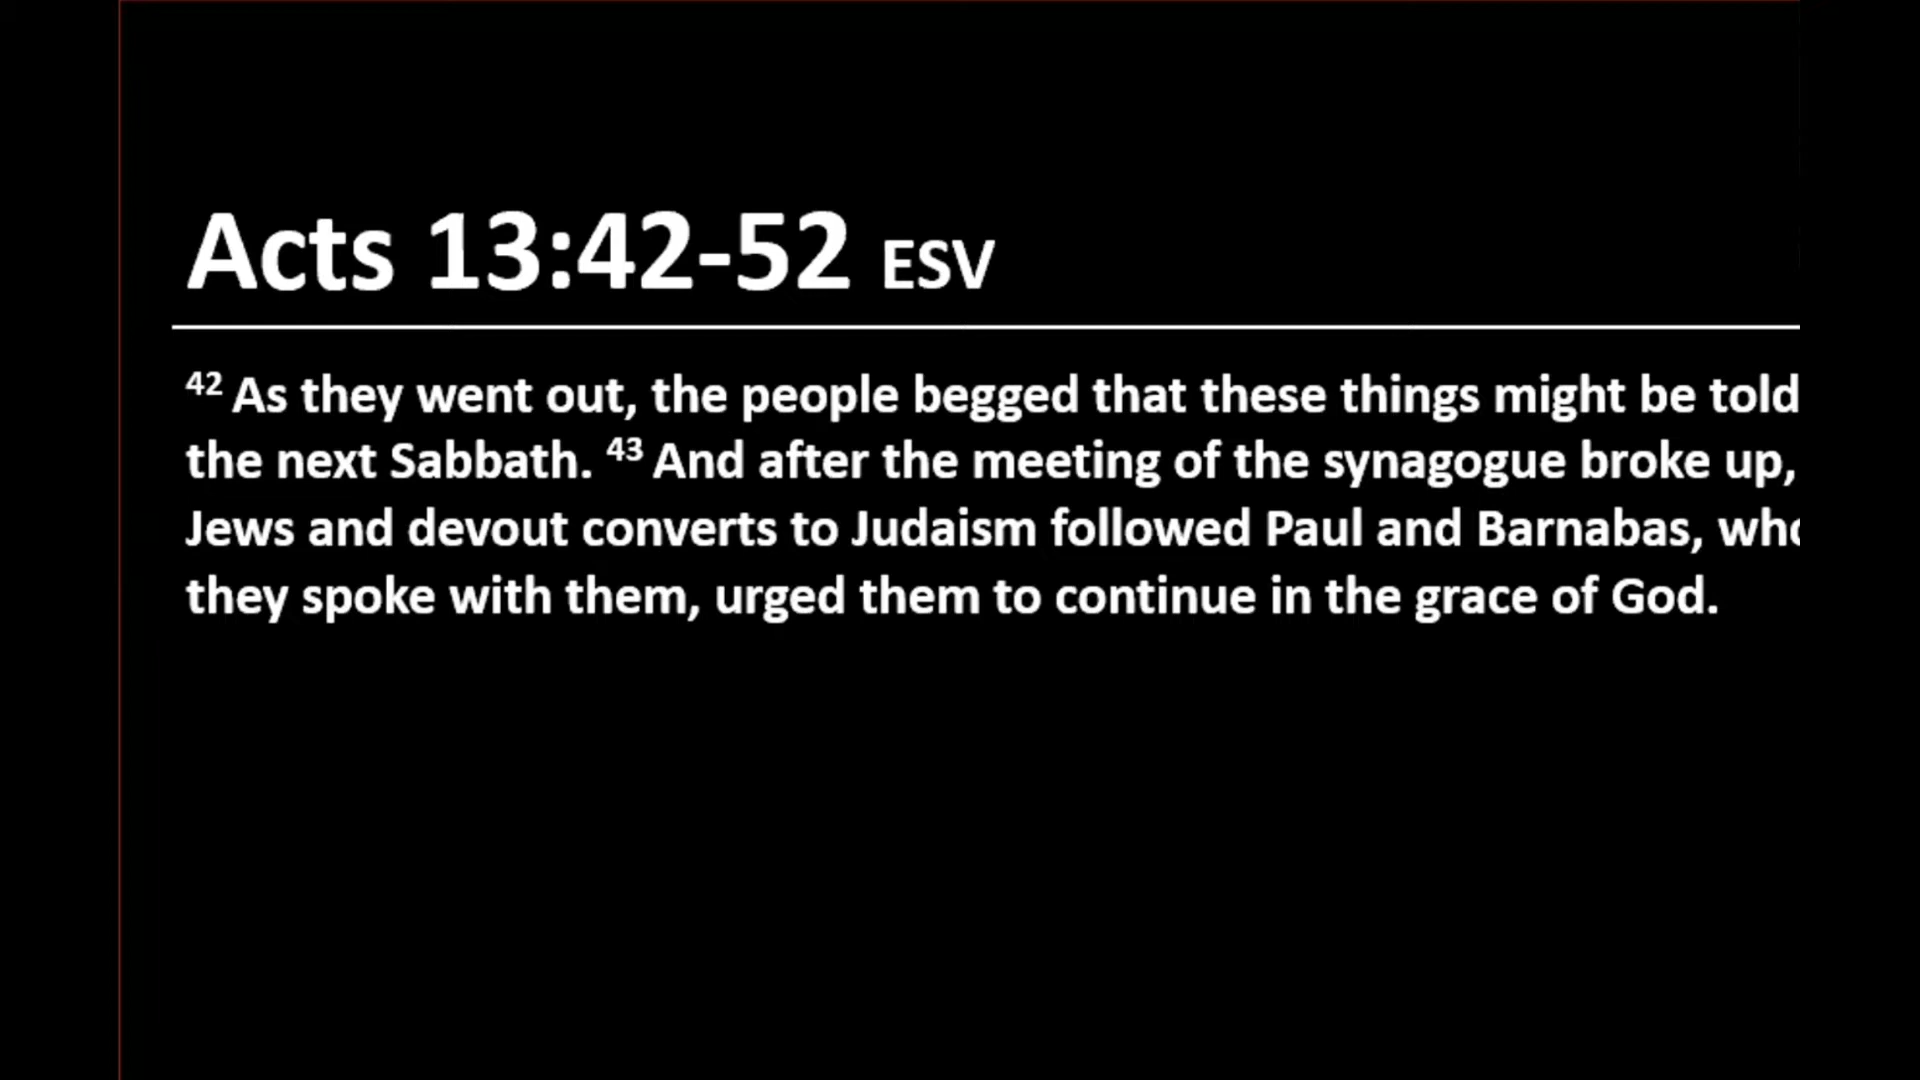 Acts 13:42-52 ESV
42 As they went out, the people begged that these things might be told
the next Sabbath. 43 And after the meeting of the synagogue broke up,
Jews and devout converts to Judaism followed Paul and Barnabas,
they spoke with them, urged them to continue in the grace of God.